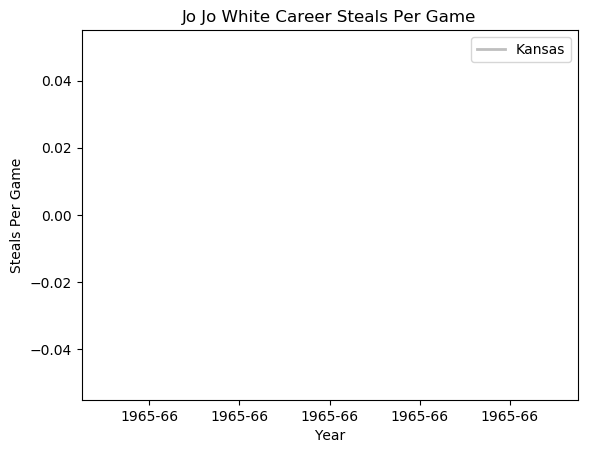 Jo Jo White Career Steals Per Game
Kansas
0.04
0.02
0.00
−0.02
−0.04
Steals Per Game
1965-66 1965-66 1965-66 1965-66 1965-66
Year